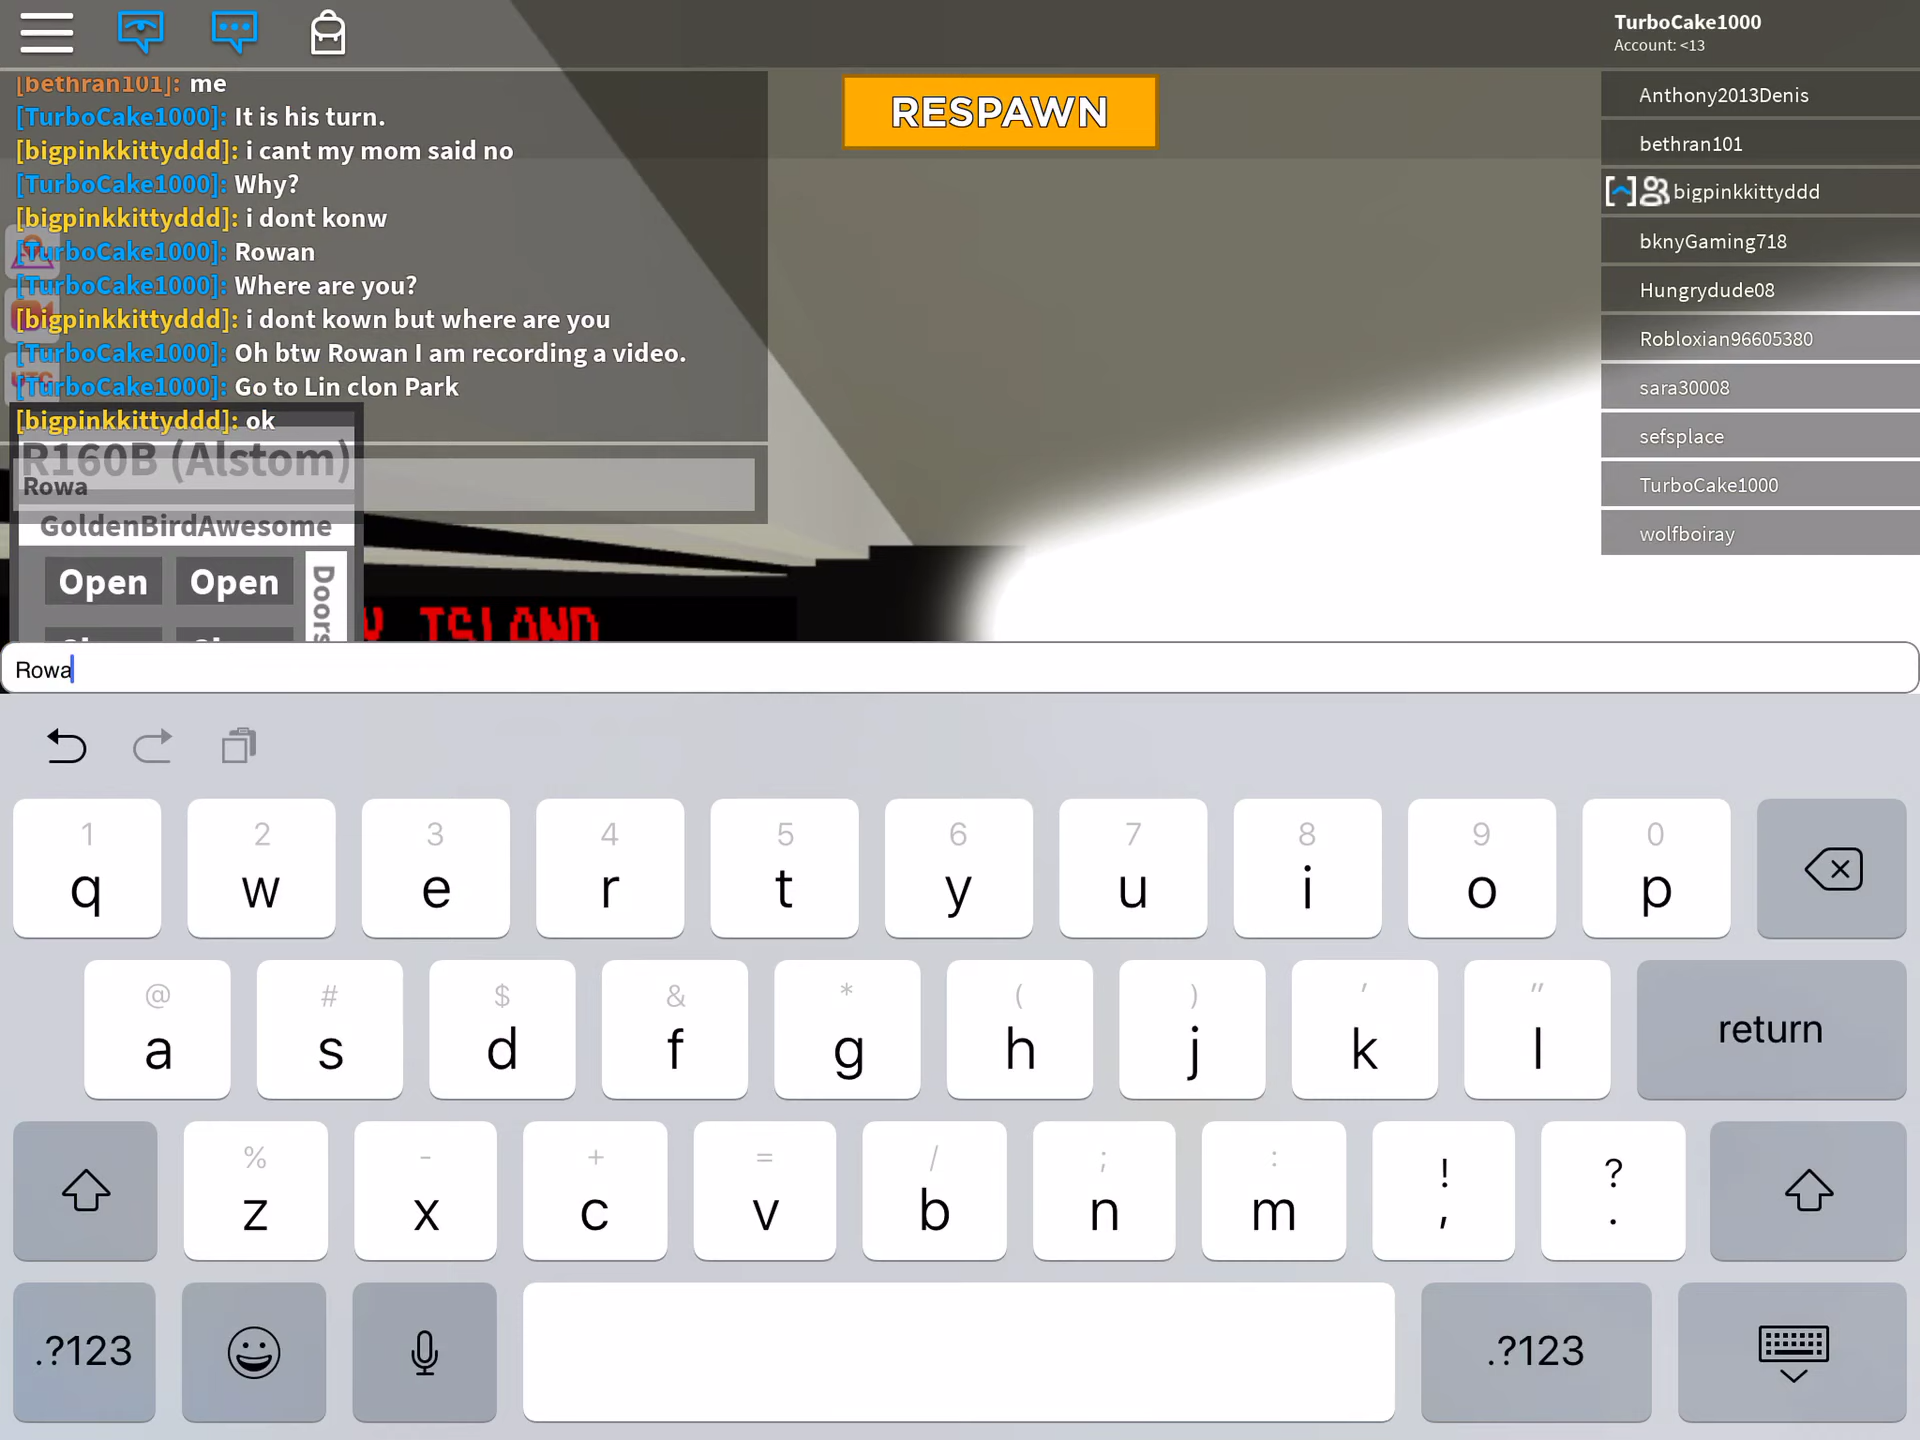 TurboCake1000
Account: <13
[bethran101]: me
[TurboCake1000]: It is his turn.
[bigpinkkittyddd]: i cant my mom said no
[TurboCake1000]: Why?
[bigpinkkittyddd]: i dont konw
[TurboCake1000]: Rowan
[TurboCake1000]: Where are you?
[bigpinkkittyddd]: i dont kown but where are you
[TurboCake1000]: Oh btw Rowan I am recording a video.
[TurboCake1000]: Go to Lin clon Park
[bigpinkkittyddd]: ok
RESPAWN
Anthony2013Denis
bethran101
bigpinkkittyddd
bknyGaming718
Hungrydude08
Robloxian96605380
sara30008
sefsplace
TurboCake1000
wolfboiray
UTC
R160B (Alstom)
Rowa
GoldenBirdAwesome
Open Open
Doors
Y ISLAND
Rowa
1 2 3 4 5 6 7 8 9 0
q w e r t y u i o p
@ # $ & * ( ) ' "
a s d f g h j k l return
% - + = / ; : ! ?
z x c v b n m , .
.?123 .?123